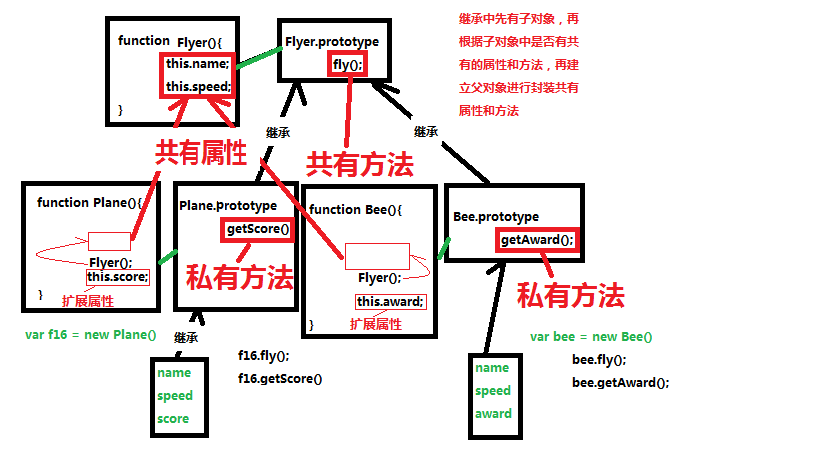 继承中先有子对象，再
根据子对象中是否有共
有的属性和方法，再建
立父对象进行封装共有
属性和方法
function Flyer(){
this.name;
this.speed;
}
Flyer.prototype
fly();
继承
继承
共有属性
共有方法
function Plane(){
Flyer();
this.score;
}
扩展属性
Plane.prototype
getScore()
私有方法
function Bee(){
Flyer();
this.award;
}
扩展属性
Bee.prototype
getAward();
私有方法
var f16 = new Plane()
继承
name
speed
score
f16.fly();
f16.getScore()
var bee = new Bee()
name
speed
award
bee.fly();
bee.getAward();